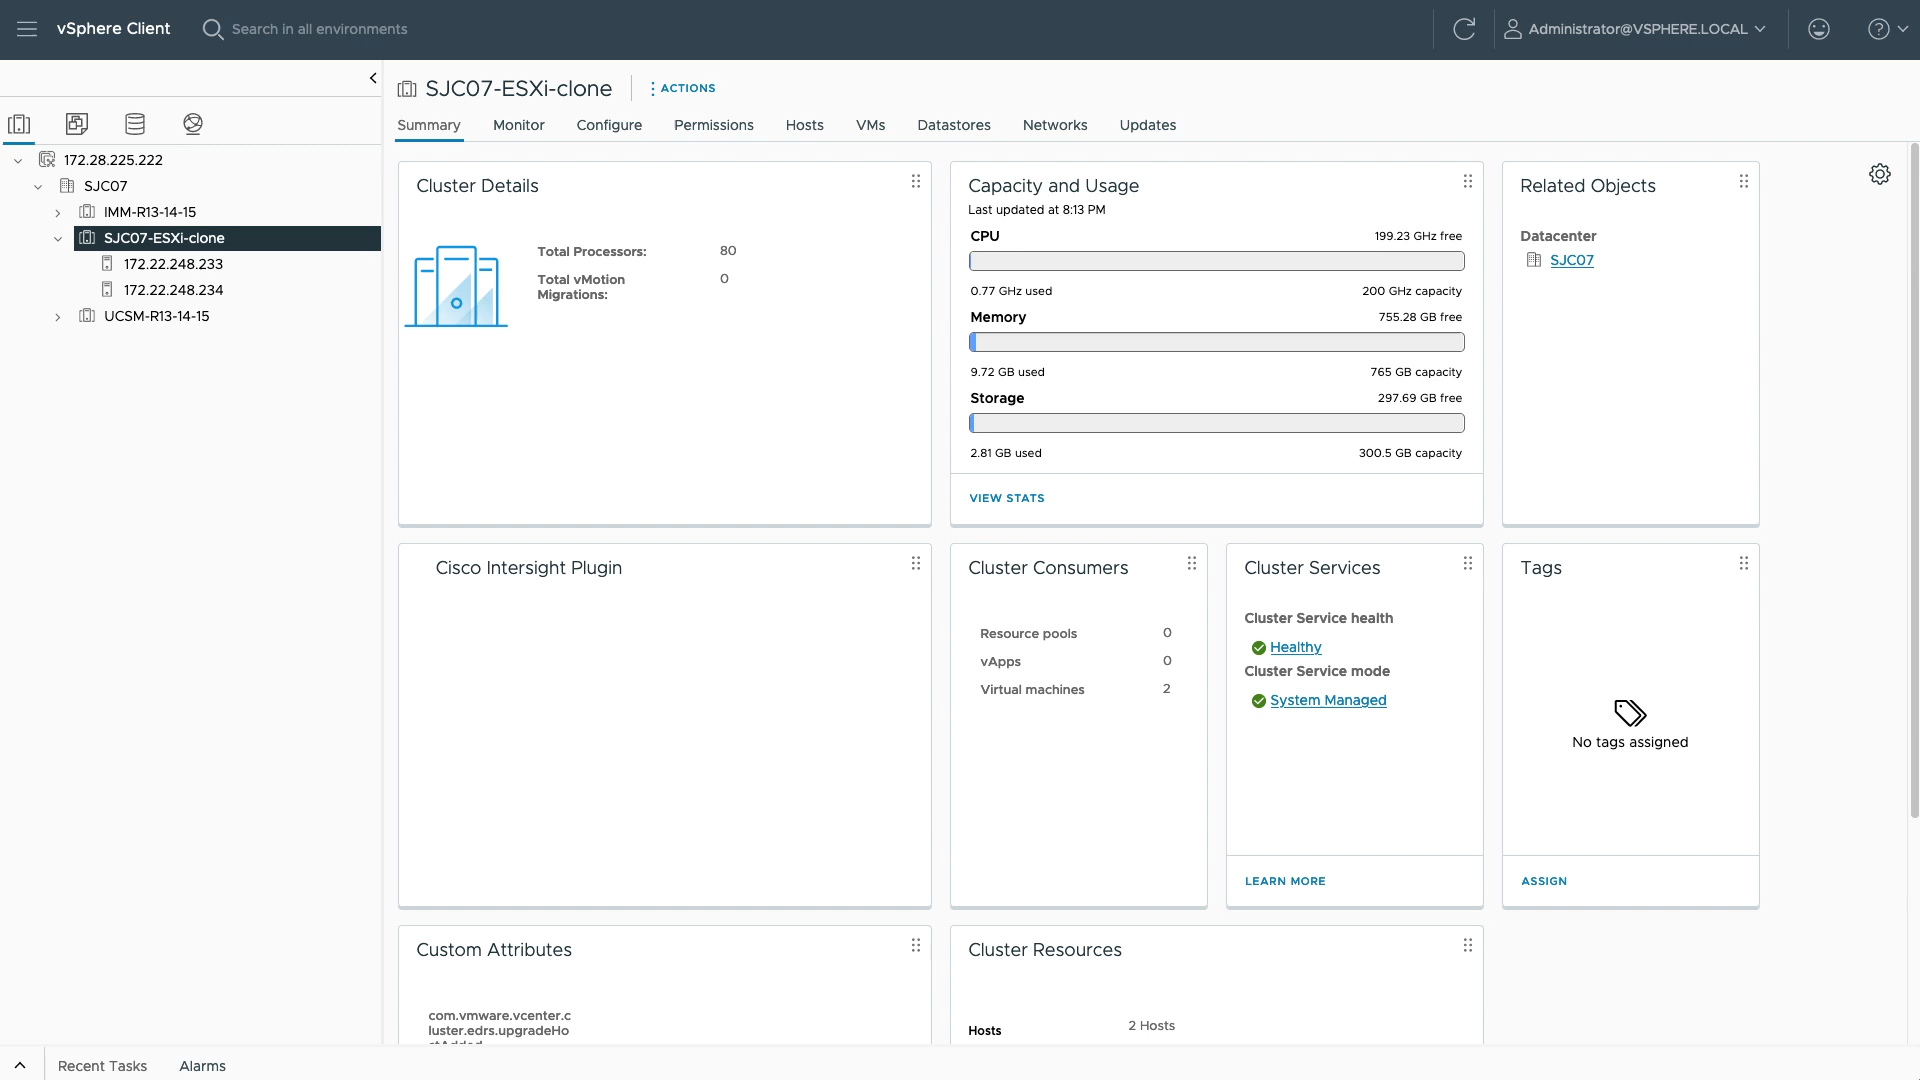 vSphere Client
Search in all environments
Administrator@VSPHERE.LOCAL
172.28.225.222
SJC07
IMM-R13-14-15
SJC07-ESXi-clone
172.22.248.233
172.22.248.234
UCSM-R13-14-15
SJC07-ESXi-clone
ACTIONS
Summary Monitor Configure Permissions Hosts VMs Datastores Networks Updates
Cluster Details
Total Processors: 80
Total vMotion 0
Migrations:
Capacity and Usage
Last updated at 8:13 PM
CPU 199.23 GHz free
0.77 GHz used 200 GHz capacity
Memory 755.28 GB free
9.72 GB used 765 GB capacity
Storage 297.69 GB free
2.81 GB used 300.5 GB capacity
VIEW STATS
Related Objects
Datacenter
SJC07
Cisco Intersight Plugin
Cluster Consumers
Resource pools 0
vApps 0
Virtual machines 2
Cluster Services
Cluster Service health
Healthy
Cluster Service mode
System Managed
LEARN MORE
Tags
No tags assigned
ASSIGN
Custom Attributes
com.vmware.vcenter.c
luster.edrs.upgradeHo
Cluster Resources
Hosts 2 Hosts
Recent Tasks Alarms